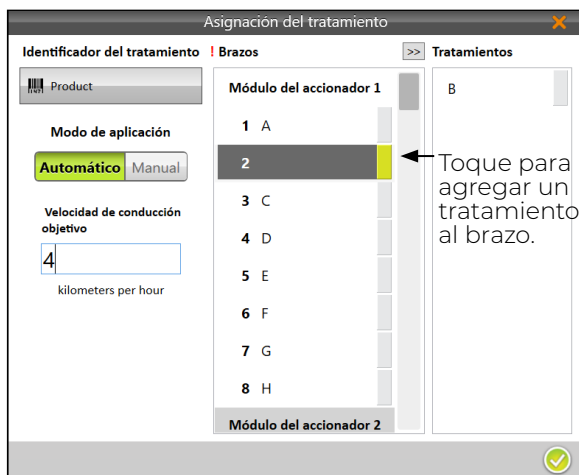 Asignación del tratamiento
Identificador del tratamiento
Product
Modo de aplicación
Automático Manual
Velocidad de conducción
objetivo
4
kilometers per hour
! Brazos >>
Módulo del accionador 1
1 A
2
3 C
4 D
5 E
6 F
7 G
8 H
Módulo del accionador 2
Tratamientos
B
Toque para
agregar un
tratamiento
al brazo.